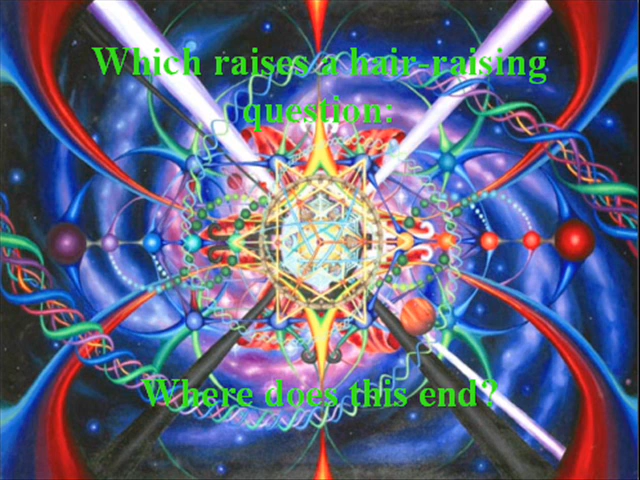 Which raises a hair-raising
question:
Where does this end?